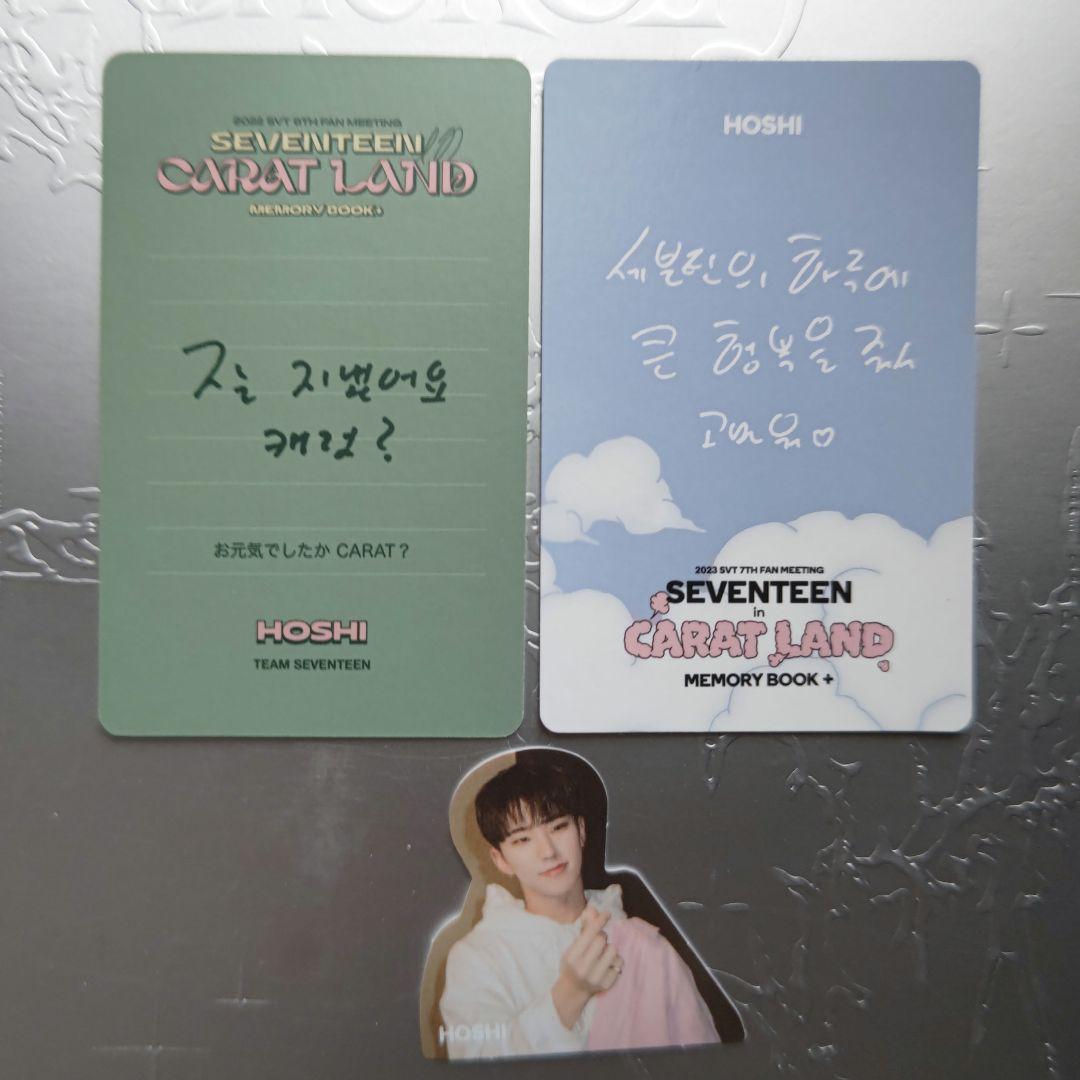 2022 SVT 6TH FAN MEETING
SEVENTEEN in
CARAT LAND
MEMORY BOOK+
잘 지냈어요
캐럿?
お元気でしたか CARAT？
HOSHI
TEAM SEVENTEEN
HOSHI
세븐틴의 하루에
큰 행복을 줘서
고마워♡
2023 SVT 7TH FAN MEETING
SEVENTEEN
in
CARAT LAND
MEMORY BOOK +
HOSHI